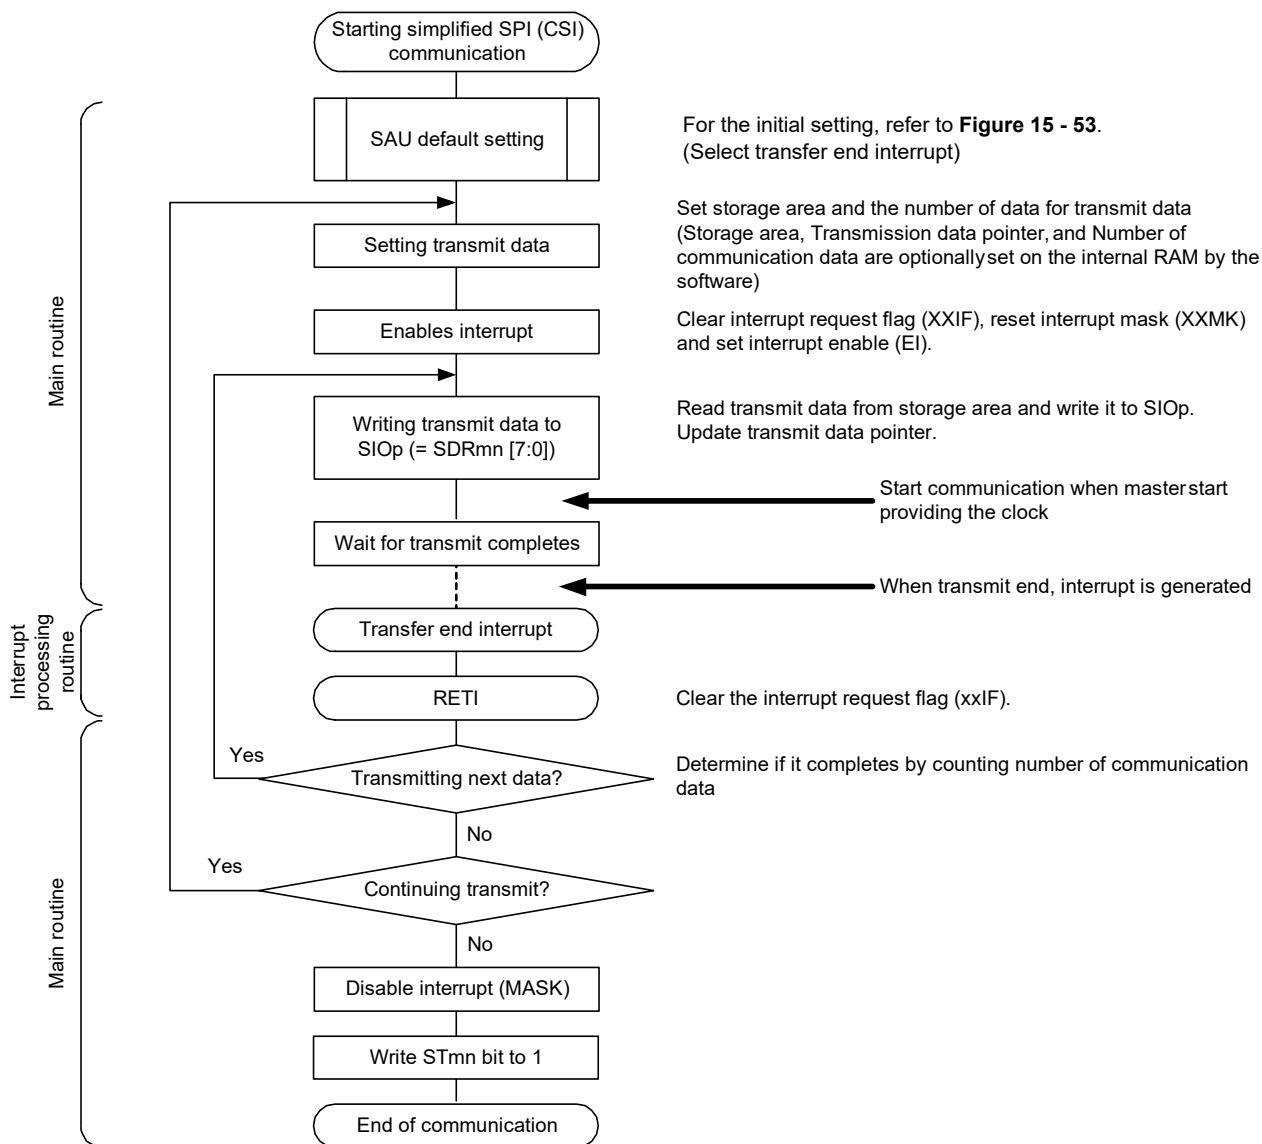 Starting simplified SPI (CSI)
communication
SAU default setting
For the initial setting, refer to Figure 15 - 53.
(Select transfer end interrupt)
Setting transmit data
Set storage area and the number of data for transmit data
(Storage area, Transmission data pointer, and Number of
communication data are optionally set on the internal RAM by the
software)
Enables interrupt
Clear interrupt request flag (XXIF), reset interrupt mask (XXMK)
and set interrupt enable (EI).
Main routine
Writing transmit data to
SIOp (= SDRmn [7:0])
Read transmit data from storage area and write it to SIOp.
Update transmit data pointer.
Start communication when master start
providing the clock
Wait for transmit completes
When transmit end, interrupt is generated
Interrupt
processing
routine
Transfer end interrupt
RETI
Clear the interrupt request flag (xxIF).
Yes
Transmitting next data?
Determine if it completes by counting number of communication
data
No
Yes
Continuing transmit?
No
Main routine
Disable interrupt (MASK)
Write STmn bit to 1
End of communication